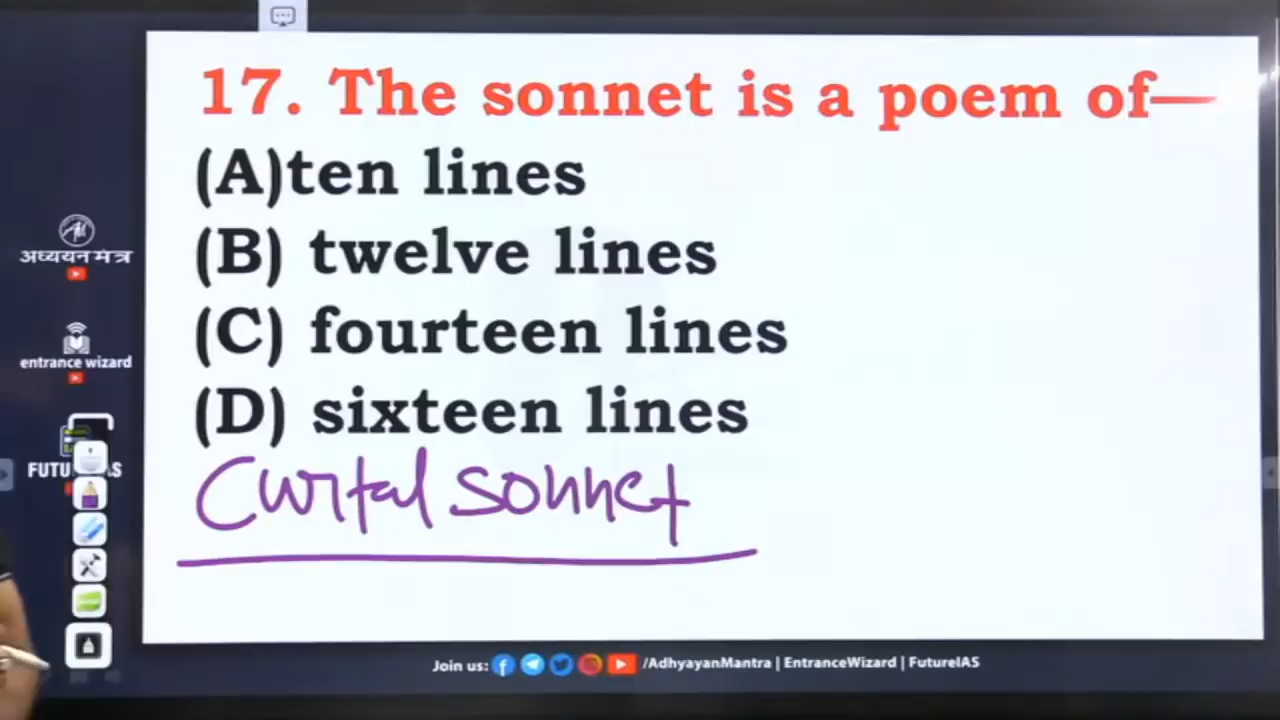 17. The sonnet is a poem of—
(A)ten lines
(B) twelve lines
(C) fourteen lines
(D) sixteen lines
Curtal sonnet
अध्ययन मंत्र
entrance wizard
Join us: /AdhyayanMantra | EntranceWizard | FutureIAS